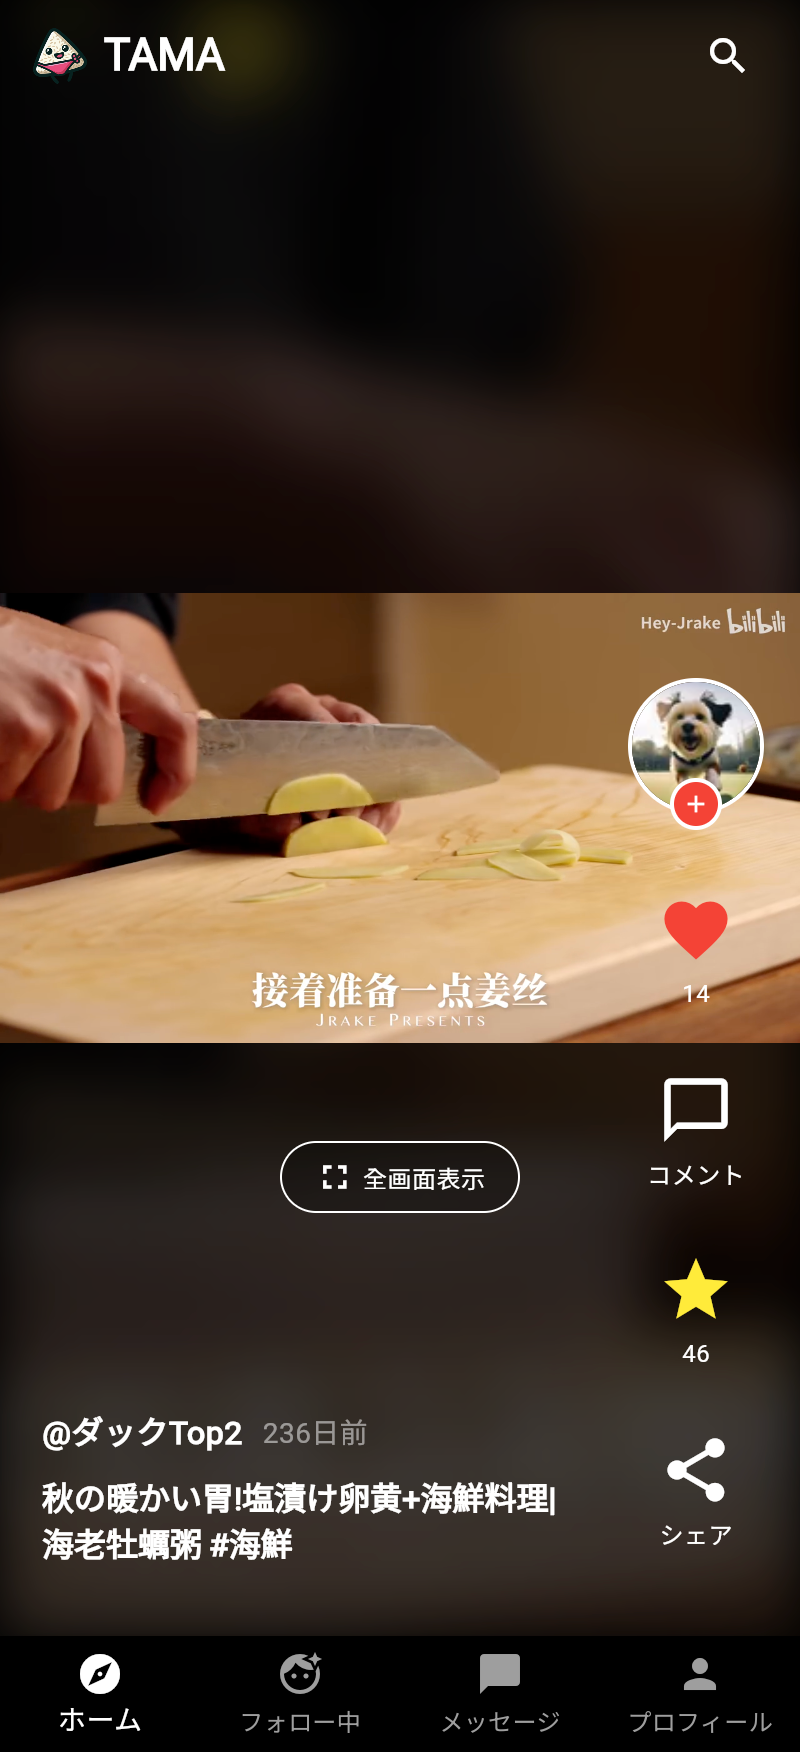 TAMA
Hey-Jrake bilibili
接着准备一点姜丝
JRAKE PRESENTS
14
コメント
全画面表示
46
@ダックTop2 236日前
秋の暖かい胃!塩漬け卵黄+海鮮料理|
海老牡蠣粥 #海鮮
シェア
ホーム
フォロー中
メッセージ
プロフィール